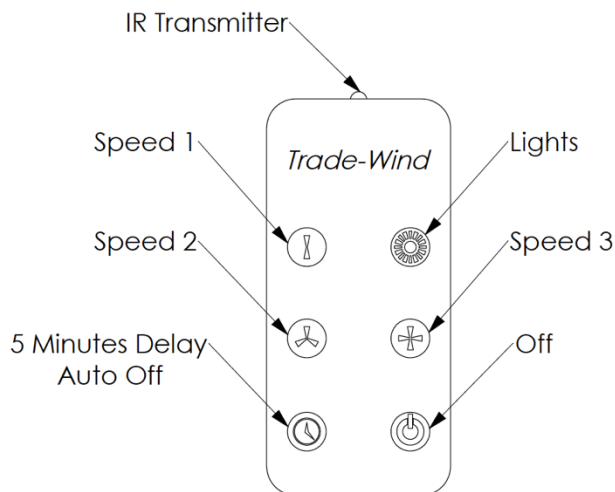 IR Transmitter
Speed 1
Trade-Wind
Lights
Speed 2
Speed 3
5 Minutes Delay
Auto Off
Off